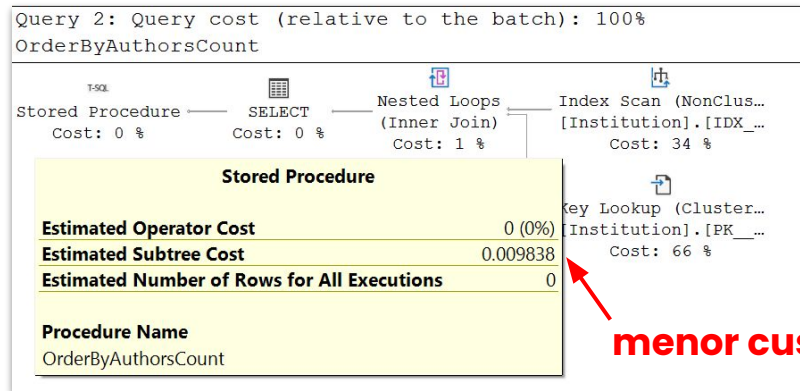 Query 2: Query cost (relative to the batch): 100%
OrderByAuthorsCount
T-SQL
Stored Procedure
Cost: 0 %
SELECT
Cost: 0 %
Nested Loops
(Inner Join)
Cost: 1 %
Index Scan (NonClus…
[Institution].[IDX_…
Cost: 34 %
Key Lookup (Cluster…
[Institution].[PK__…
Cost: 66 %
Stored Procedure
Estimated Operator Cost 0 (0%)
Estimated Subtree Cost 0.009838
Estimated Number of Rows for All Executions 0
Procedure Name
OrderByAuthorsCount
menor